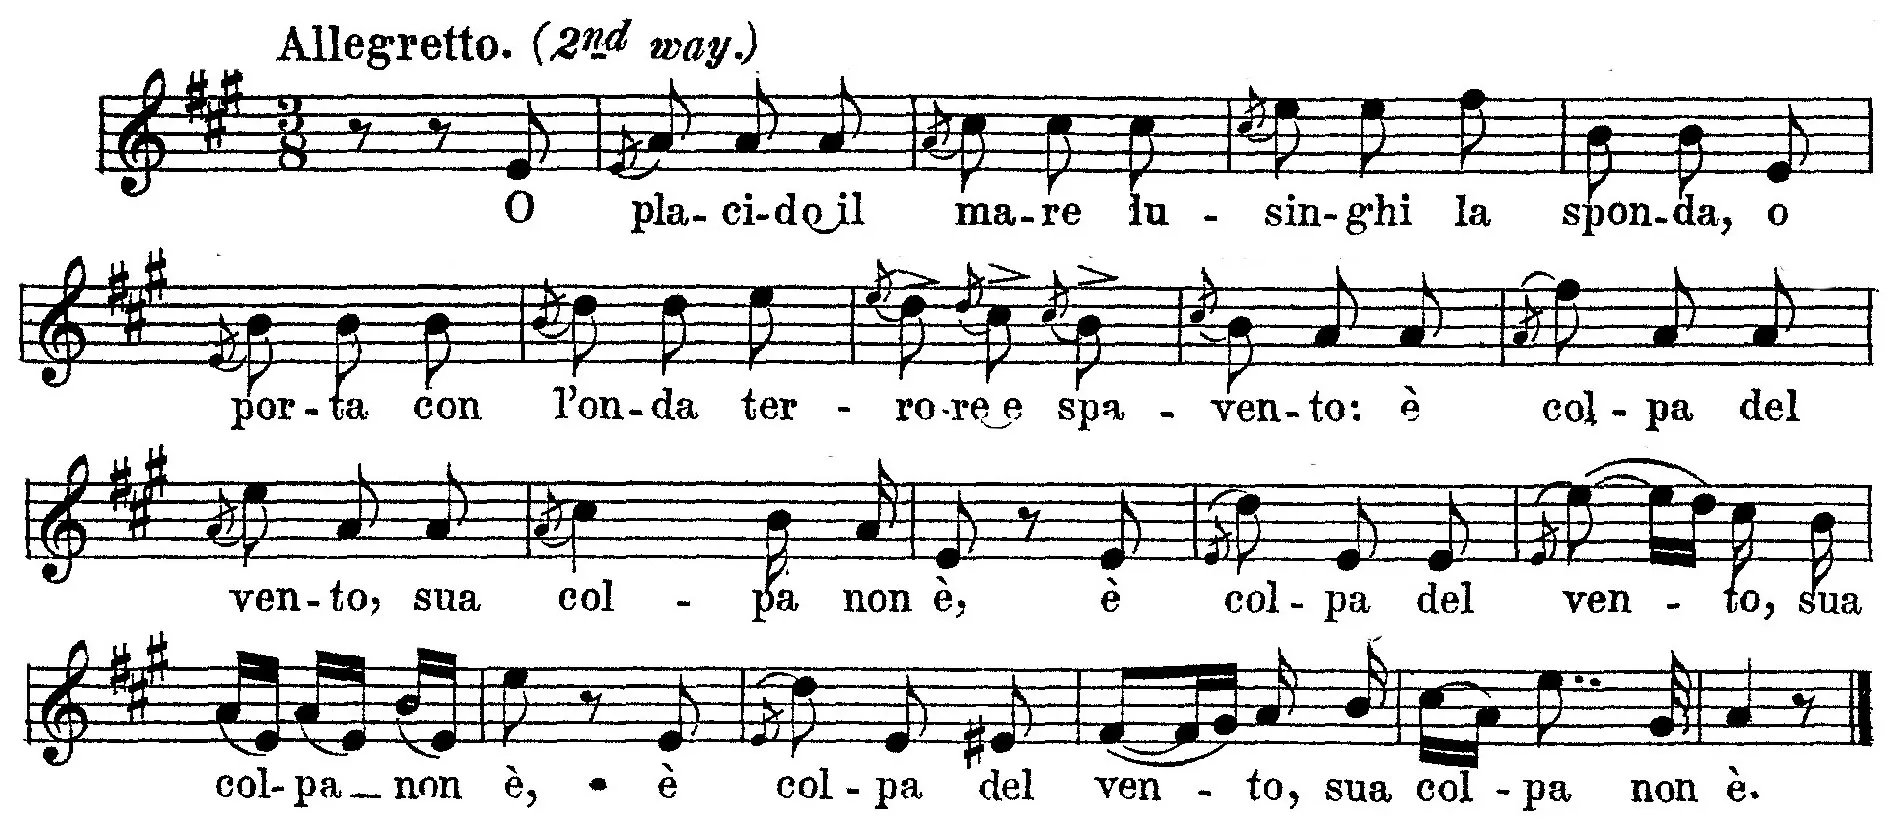 Allegretto. (2nd way.)
3
8
O pla-ci-do il ma-re lu - sin-ghi la spon-da, o
por-ta con l'on-da ter - ro-re e spa - ven-to: è col-pa del
ven-to, sua col - pa non è, è col-pa del ven - to, sua
col-pa non è, è col-pa del ven - to, sua col-pa non è.